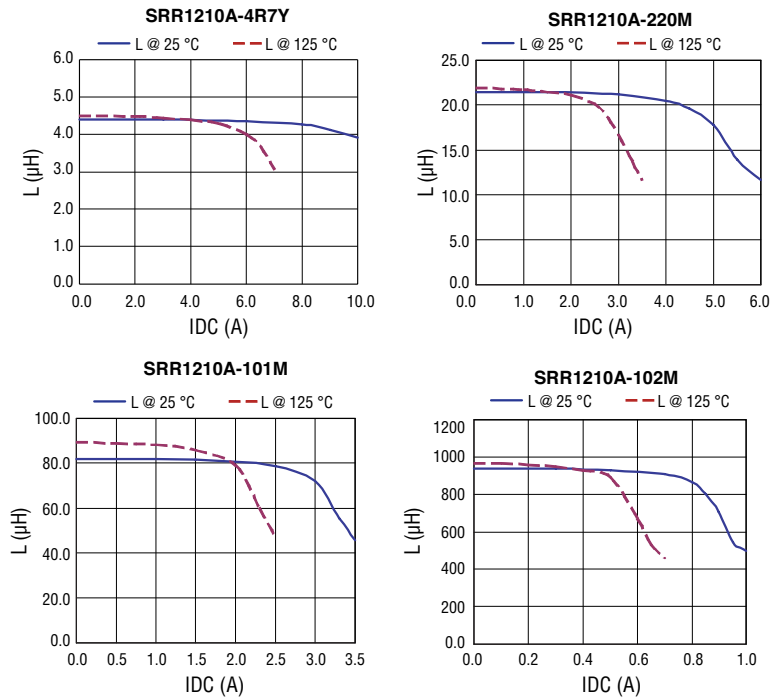 SRR1210A-4R7Y
L @ 25 °C L @ 125 °C
6.0
5.0
4.0
3.0
2.0
1.0
0.0
L (µH)
0.0 2.0 4.0 6.0 8.0 10.0
IDC (A)
SRR1210A-220M
L @ 25 °C L @ 125 °C
25.0
20.0
15.0
10.0
5.0
0.0
L (µH)
0.0 1.0 2.0 3.0 4.0 5.0 6.0
IDC (A)
SRR1210A-101M
L @ 25 °C L @ 125 °C
100.0
80.0
60.0
40.0
20.0
0.0
L (µH)
0.0 0.5 1.0 1.5 2.0 2.5 3.0 3.5
IDC (A)
SRR1210A-102M
L @ 25 °C L @ 125 °C
1200
1000
800
600
400
200
0.0
L (µH)
0.0 0.2 0.4 0.6 0.8 1.0
IDC (A)